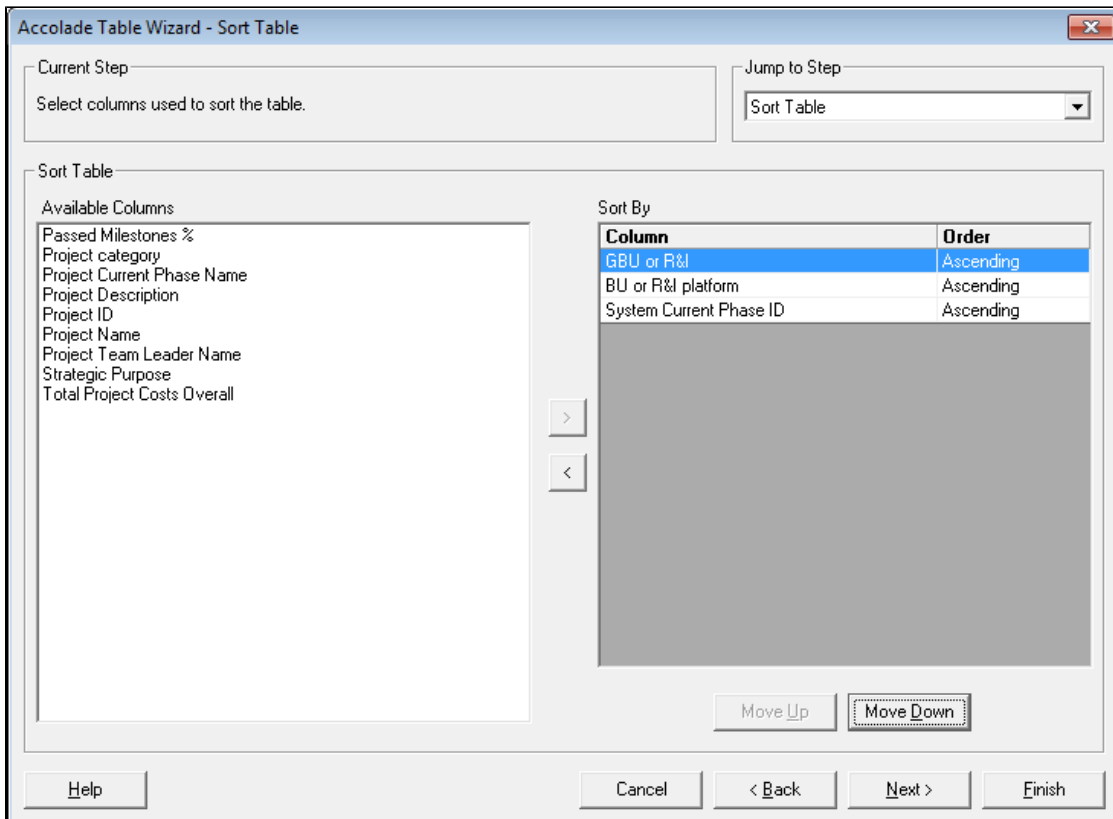 Accolade Table Wizard - Sort Table
Current Step
Select columns used to sort the table.
Jump to Step
Sort Table
Sort Table
Available Columns
Passed Milestones %
Project category
Project Current Phase Name
Project Description
Project ID
Project Name
Project Team Leader Name
Strategic Purpose
Total Project Costs Overall
>
<
Sort By
Column Order
GBU or R&I Ascending
BU or R&I platform Ascending
System Current Phase ID Ascending
Move Up Move Down
Help Cancel < Back Next > Finish